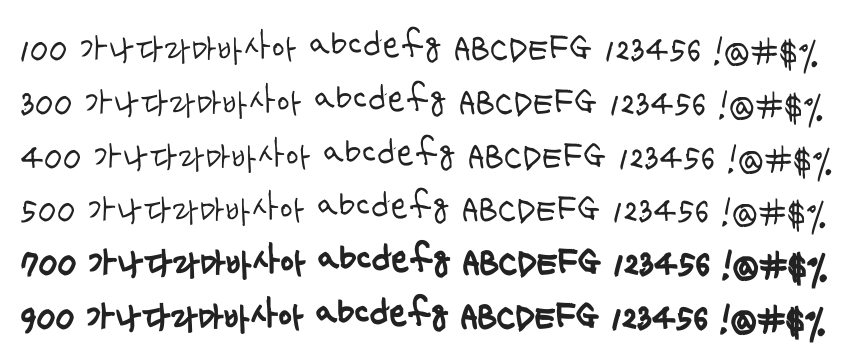 100 가나다라마바사아 abcdefg ABCDEFG 123456 !@#$%
300 가나다라마바사아 abcdefg ABCDEFG 123456 !@#$%
400 가나다라마바사아 abcdefg ABCDEFG 123456 !@#$%
500 가나다라마바사아 abcdefg ABCDEFG 123456 !@#$%
700 가나다라마바사아 abcdefg ABCDEFG 123456 !@#$%
900 가나다라마바사아 abcdefg ABCDEFG 123456 !@#$%